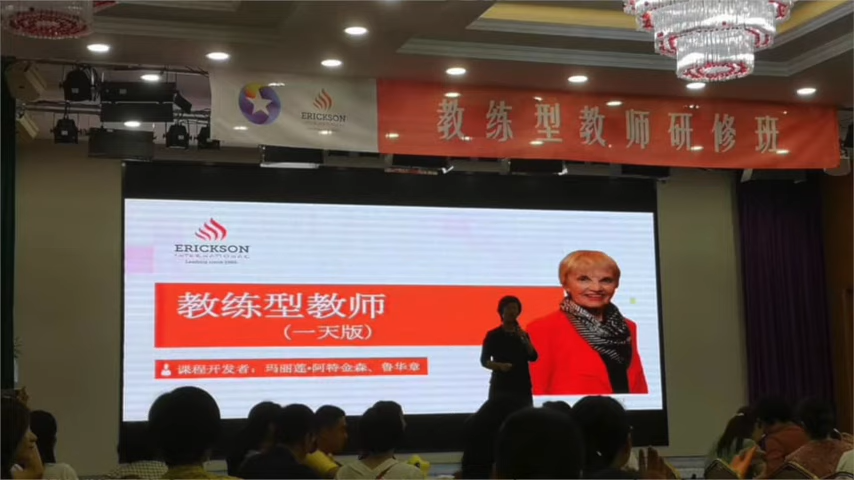 ERICKSON
教练型教师研修班
ERICKSON
INTERNATIONAL
教练型教师
（一天版）
课程开发者：玛丽莲•阿特金森、鲁华章